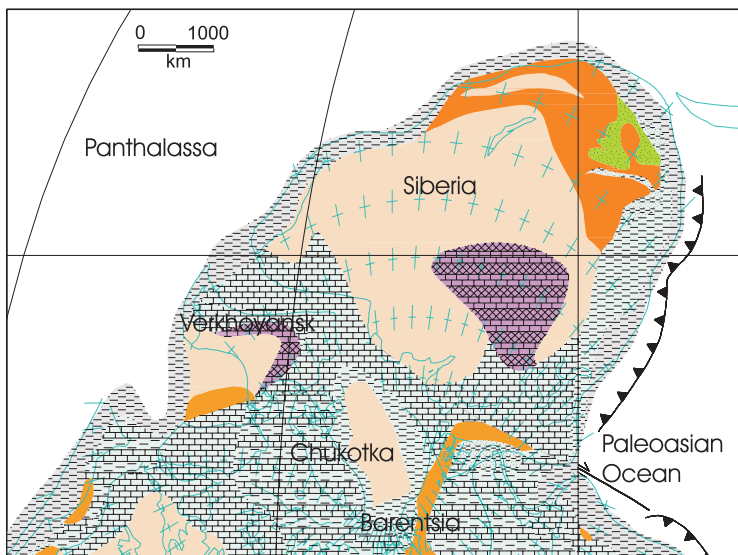 0 1000
km
Panthalassa
Siberia
Verkhoyansk
Chukotka
Paleoasian
Ocean
Barentsia